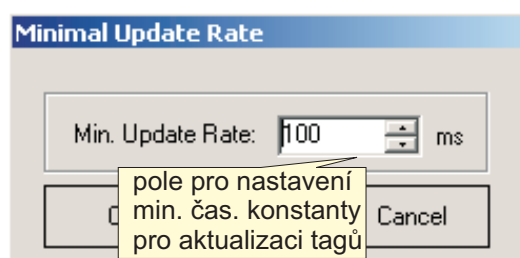 Minimal Update Rate
Min. Update Rate: 100 ms
pole pro nastavení
min. čas. konstanty
pro aktualizaci tagů
Cancel